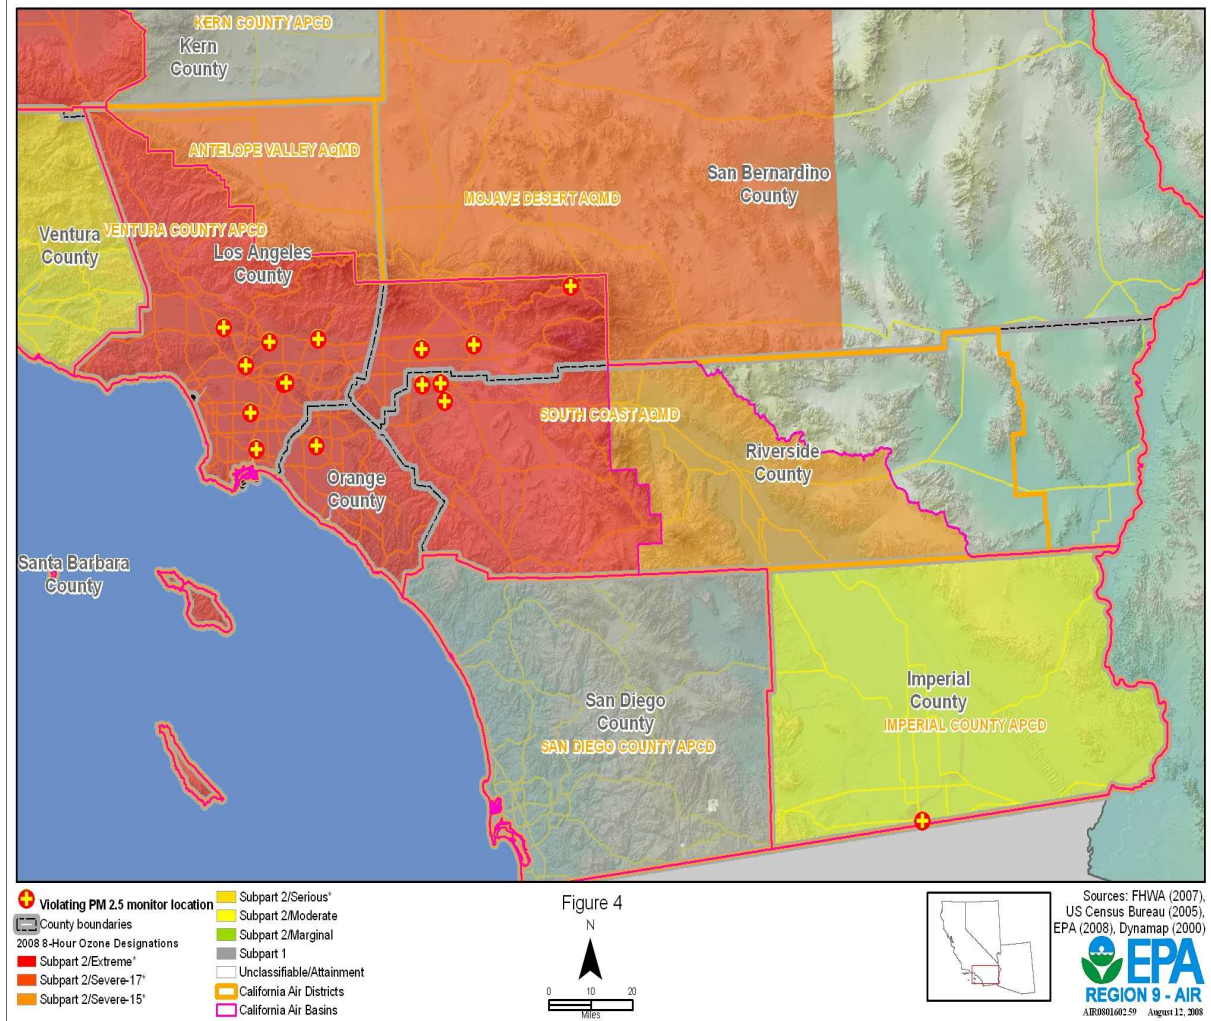 KERN COUNTY APCD
Kern
County
ANTELOPE VALLEY AQMD
MOJAVE DESERT AQMD
San Bernardino
County
VENTURA COUNTY APCD
Ventura
County
Los Angeles
County
SOUTH COAST AQMD
Riverside
County
Orange
County
Santa Barbara
County
San Diego
County
SAN DIEGO COUNTY APCD
Imperial
County
IMPERIAL COUNTY APCD
Violating PM 2.5 monitor location
County boundaries
2008 8-Hour Ozone Designations
Subpart 2/Extreme*
Subpart 2/Severe-17*
Subpart 2/Severe-15*
Subpart 2/Serious*
Subpart 2/Moderate
Subpart 2/Marginal
Subpart 1
Unclassifiable/Attainment
California Air Districts
California Air Basins
Figure 4
N
0 10 20
Miles
Sources: FHWA (2007),
US Census Bureau (2005),
EPA (2008), Dynamap (2000)
EPA
REGION 9 - AIR
AIR0801602.59 August 12, 2008